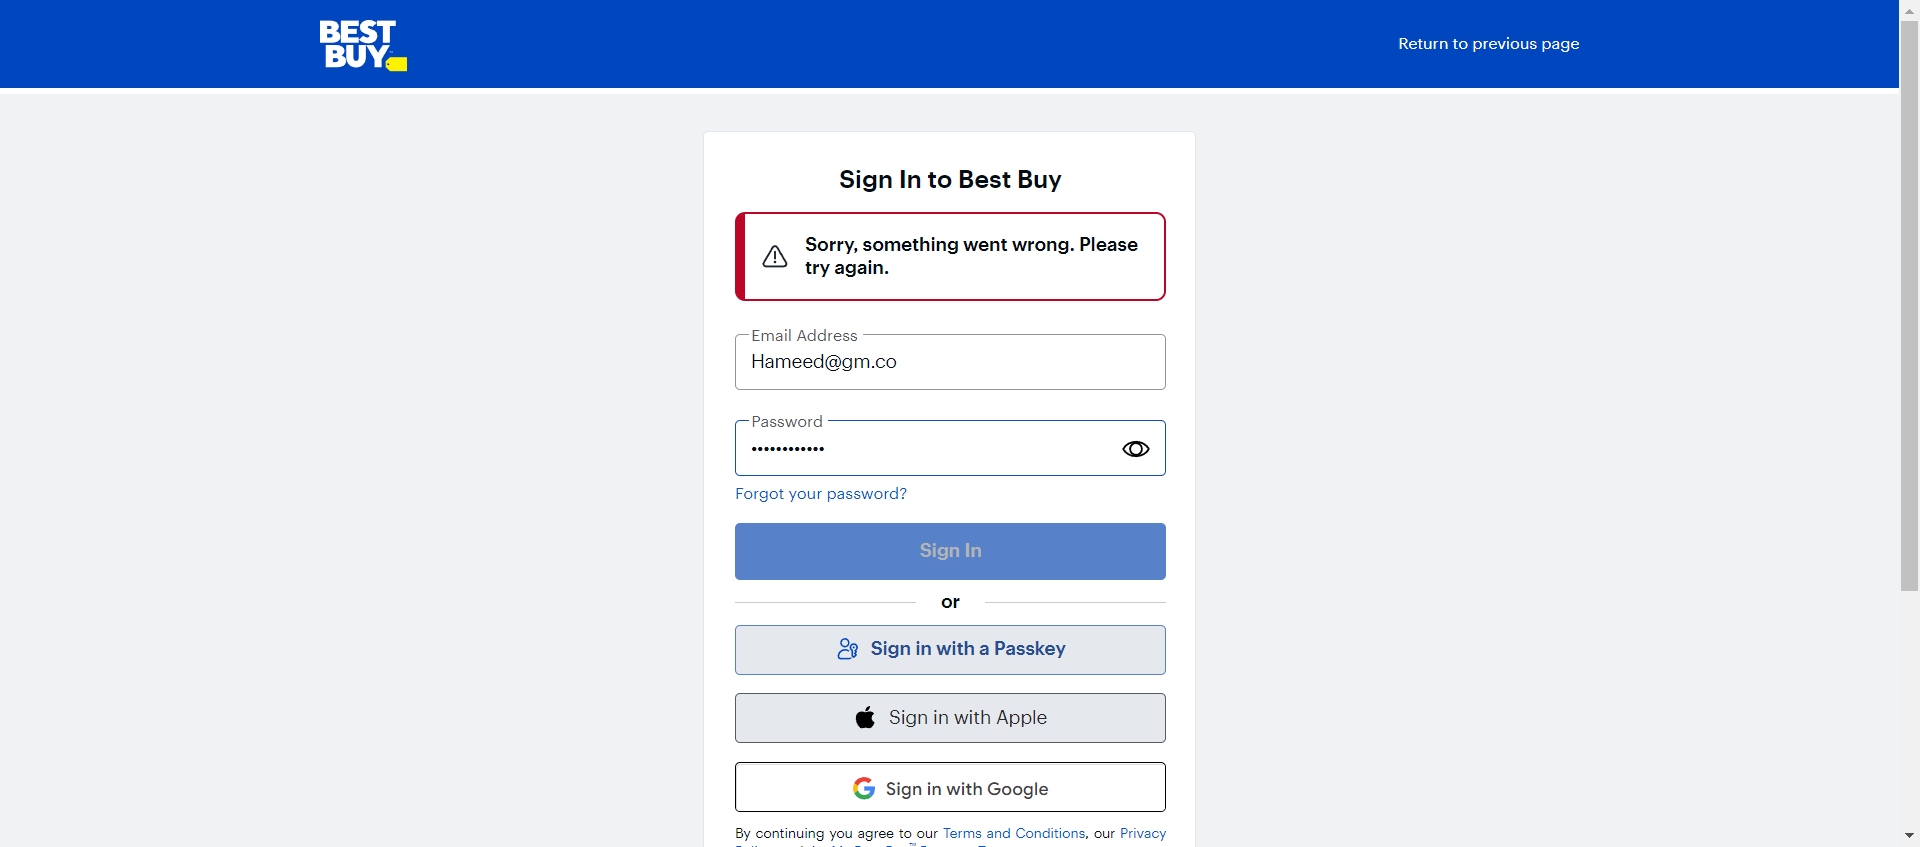 BEST
BUY
Return to previous page
Sign In to Best Buy
Sorry, something went wrong. Please
try again.
Email Address
Hameed@gm.co
Password
••••••••••••
Forgot your password?
Sign In
or
Sign in with a Passkey
Sign in with Apple
Sign in with Google
By continuing you agree to our Terms and Conditions, our Privacy